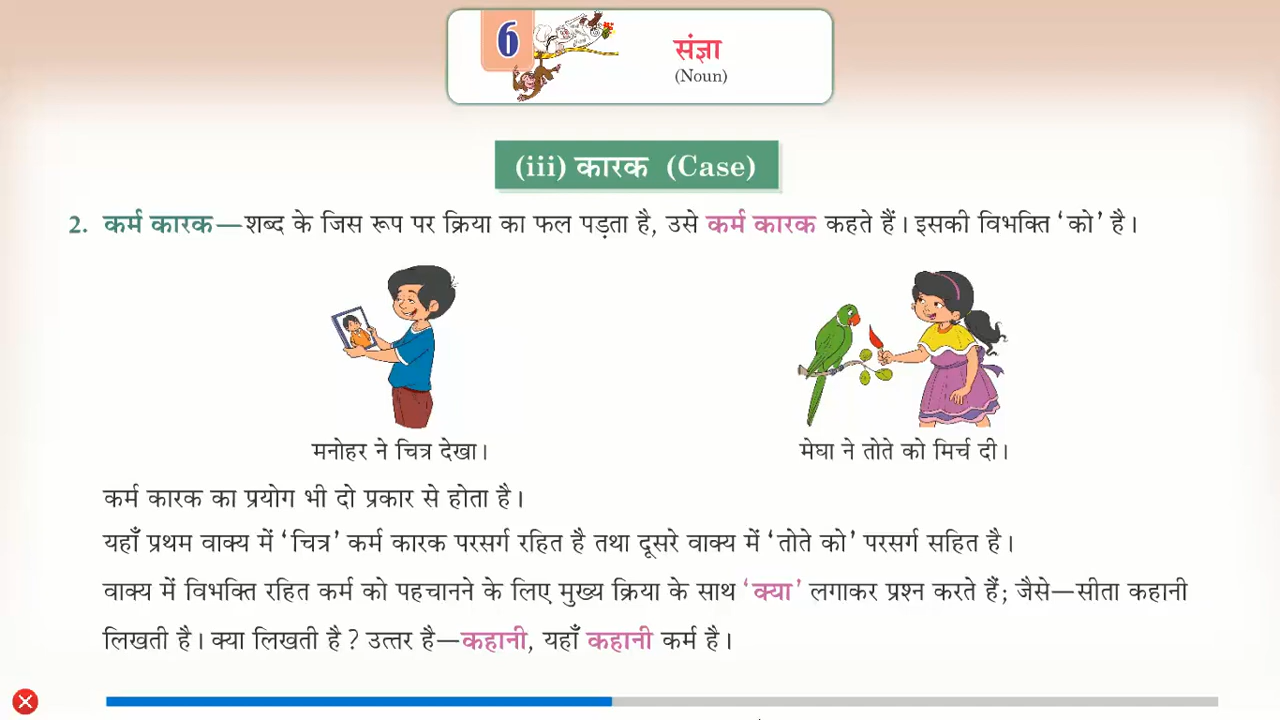 6
संज्ञा
(Noun)
(iii) कारक (Case)
2. कर्म कारक—शब्द के जिस रूप पर क्रिया का फल पड़ता है, उसे कर्म कारक कहते हैं। इसकी विभक्ति ‘को’ है।
मनोहर ने चित्र देखा।
मेघा ने तोते को मिर्च दी।
कर्म कारक का प्रयोग भी दो प्रकार से होता है।
यहाँ प्रथम वाक्य में ‘चित्र’ कर्म कारक परसर्ग रहित है तथा दूसरे वाक्य में ‘तोते को’ परसर्ग सहित है।
वाक्य में विभक्ति रहित कर्म को पहचानने के लिए मुख्य क्रिया के साथ ‘क्या’ लगाकर प्रश्न करते हैं; जैसे—सीता कहानी
लिखती है। क्या लिखती है? उत्तर है—कहानी, यहाँ कहानी कर्म है।